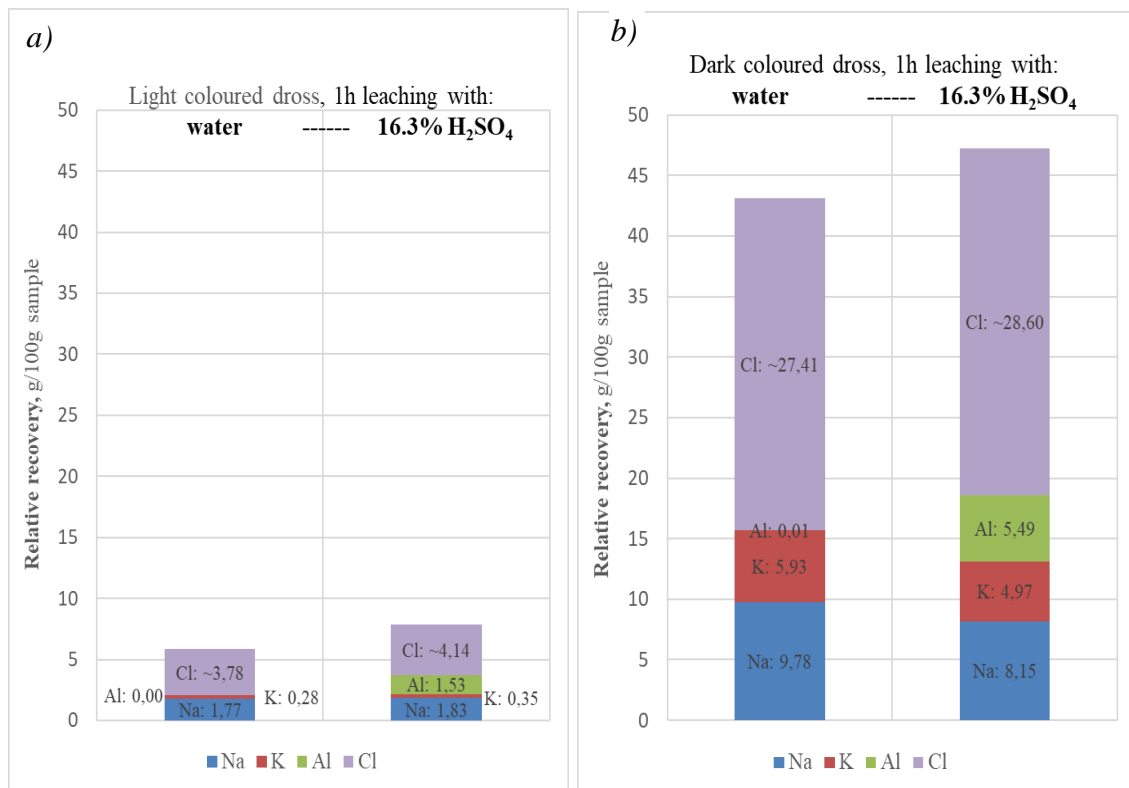 a)
Light coloured dross, 1h leaching with:
water ------ 16.3% H₂SO₄
Relative recovery, g/100g sample
50
45
40
35
30
25
20
15
10
5
0
Cl: ~3,78
Al: 0,00
K: 0,28
Na: 1,77
Cl: ~4,14
Al: 1,53
K: 0,35
Na: 1,83
Na K Al Cl
b)
Dark coloured dross, 1h leaching with:
water ------ 16.3% H₂SO₄
Relative recovery, g/100g sample
50
45
40
35
30
25
20
15
10
5
0
Cl: ~27,41
Al: 0,01
K: 5,93
Na: 9,78
Cl: ~28,60
Al: 5,49
K: 4,97
Na: 8,15
Na K Al Cl